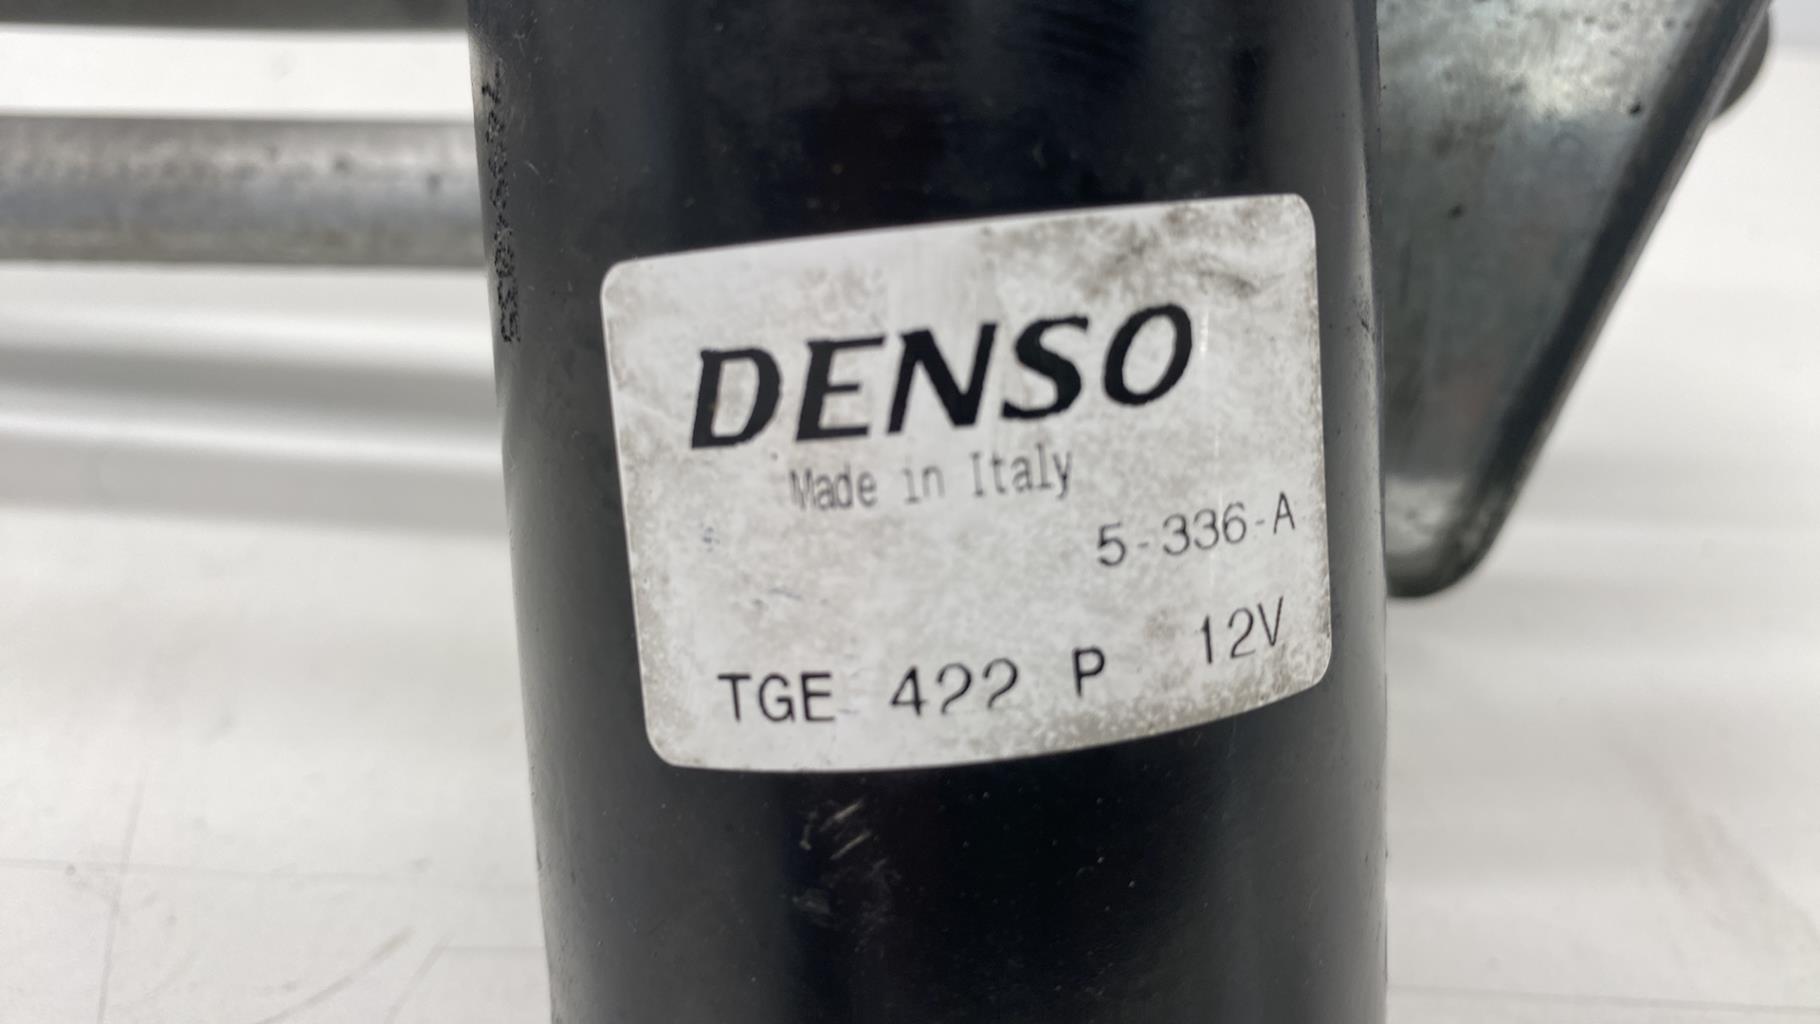 DENSO
Made in Italy
5-336-A
TGE 422 P 12V